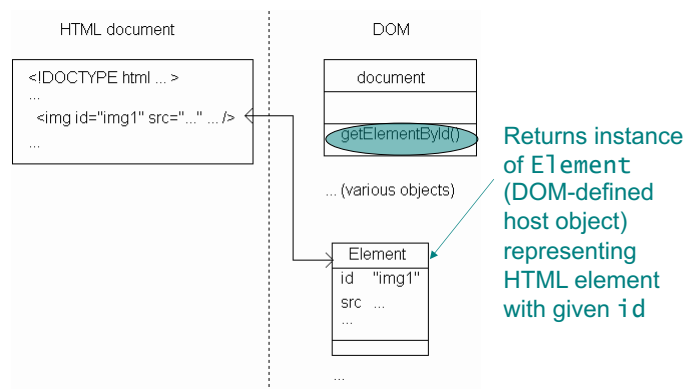 HTML document
<!DOCTYPE html ... >
...
<img id="img1" src="..." ... />
...
DOM
document
getElementById()
... (various objects)
Element
id "img1"
src ...
...
...
Returns instance
of Element
(DOM-defined
host object)
representing
HTML element
with given id